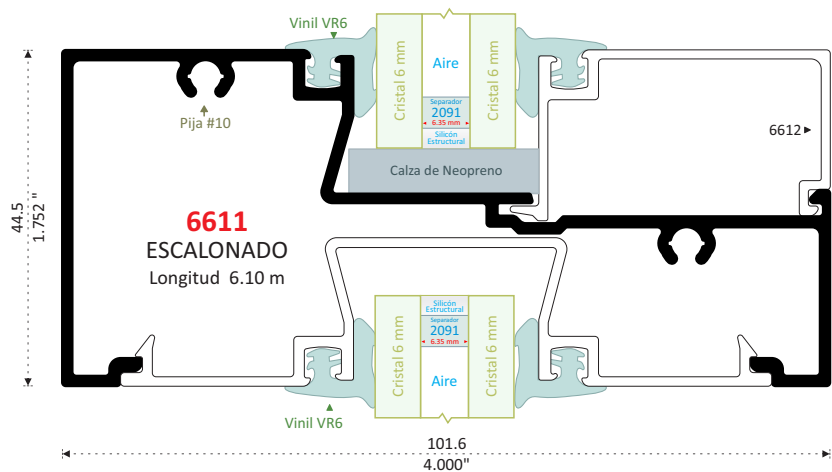 Vinil VR6
Cristal 6 mm
Aire
Separador
2091
6.35 mm
Silicón
Estructural
Cristal 6 mm
Pija #10
6612
Calza de Neopreno
44.5
1.752 "
6611
ESCALONADO
Longitud 6.10 m
Cristal 6 mm
Silicón
Estructural
Separador
2091
6.35 mm
Aire
Cristal 6 mm
Vinil VR6
101.6
4.000"